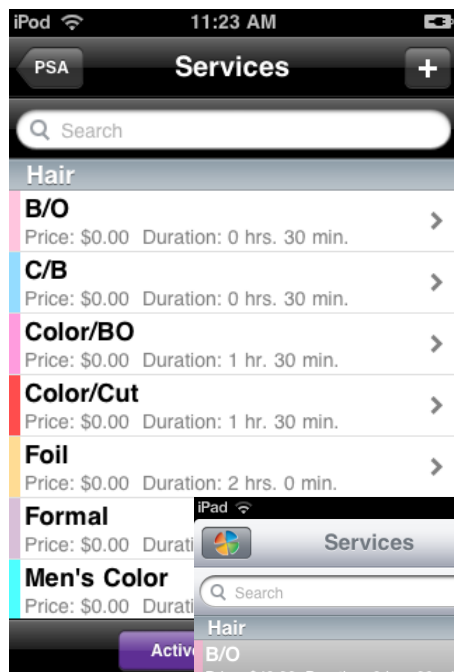 iPod 11:23 AM
PSA Services +
Search
Hair
B/O
Price: $0.00 Duration: 0 hrs. 30 min.
C/B
Price: $0.00 Duration: 0 hrs. 30 min.
Color/BO
Price: $0.00 Duration: 1 hr. 30 min.
Color/Cut
Price: $0.00 Duration: 1 hr. 30 min.
Foil
Price: $0.00 Duration: 2 hrs. 0 min.
Formal
Price: $0.00 Durati
Men's Color
Price: $0.00 Durati
Activ
iPad
Services
Search
Hair
B/O